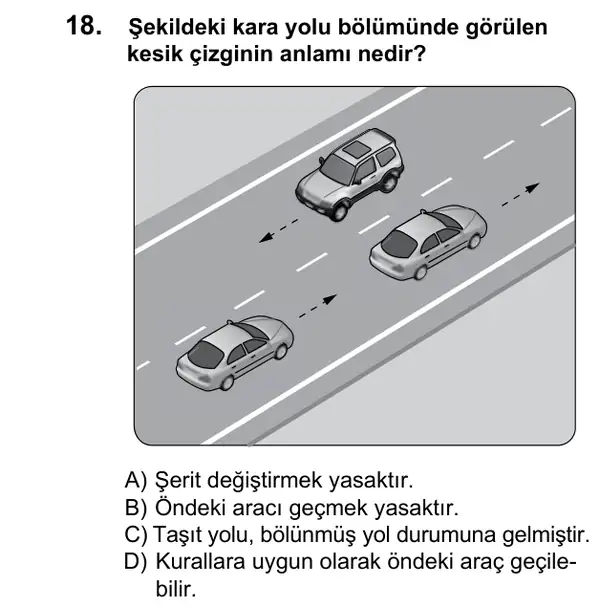 18. Şekildeki kara yolu bölümünde görülen
kesik çizginin anlamı nedir?
A) Şerit değiştirmek yasaktır.
B) Öndeki aracı geçmek yasaktır.
C) Taşıt yolu, bölünmüş yol durumuna gelmiştir.
D) Kurallara uygun olarak öndeki araç geçile-
bilir.